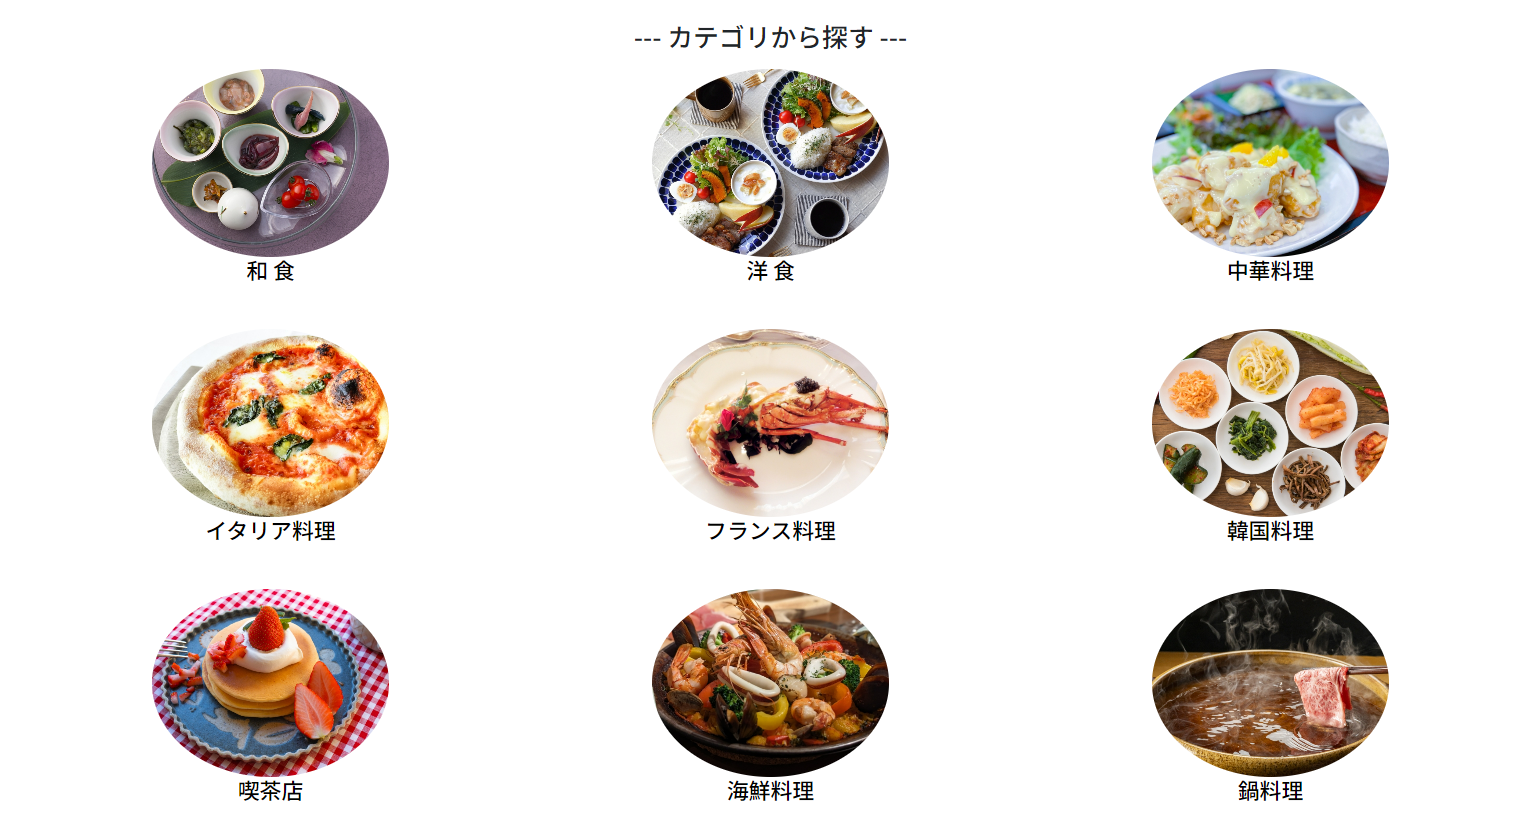 --- カテゴリから探す ---
和 食
洋 食
中華料理
イタリア料理
フランス料理
韓国料理
喫茶店
海鮮料理
鍋料理